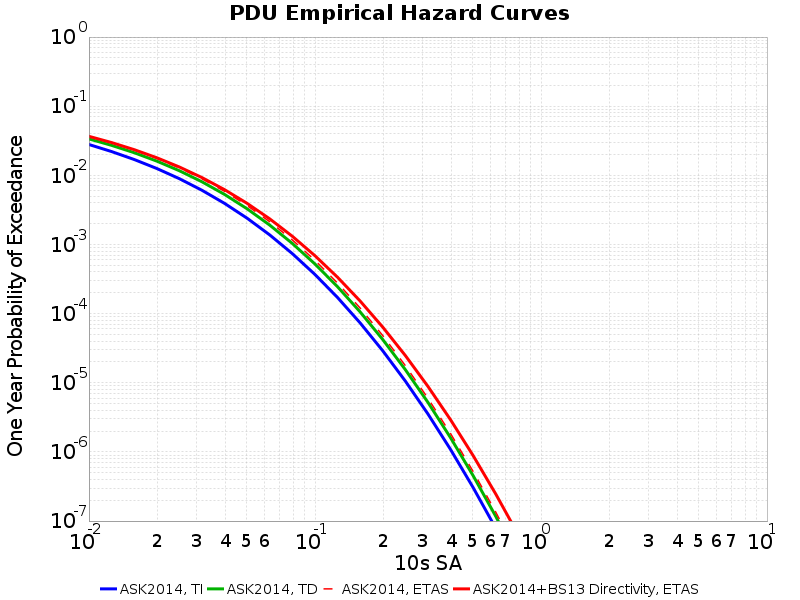 PDU Empirical Hazard Curves
One Year Probability of Exceedance
10^0
10^-1
10^-2
10^-3
10^-4
10^-5
10^-6
10^-7
10^-2 2 3 4 5 6 10^-1 2 3 4 5 6 7 10^0 2 3 4 5 6 7 10^1
10s SA
ASK2014, TI ASK2014, TD ASK2014, ETAS ASK2014+BS13 Directivity, ETAS